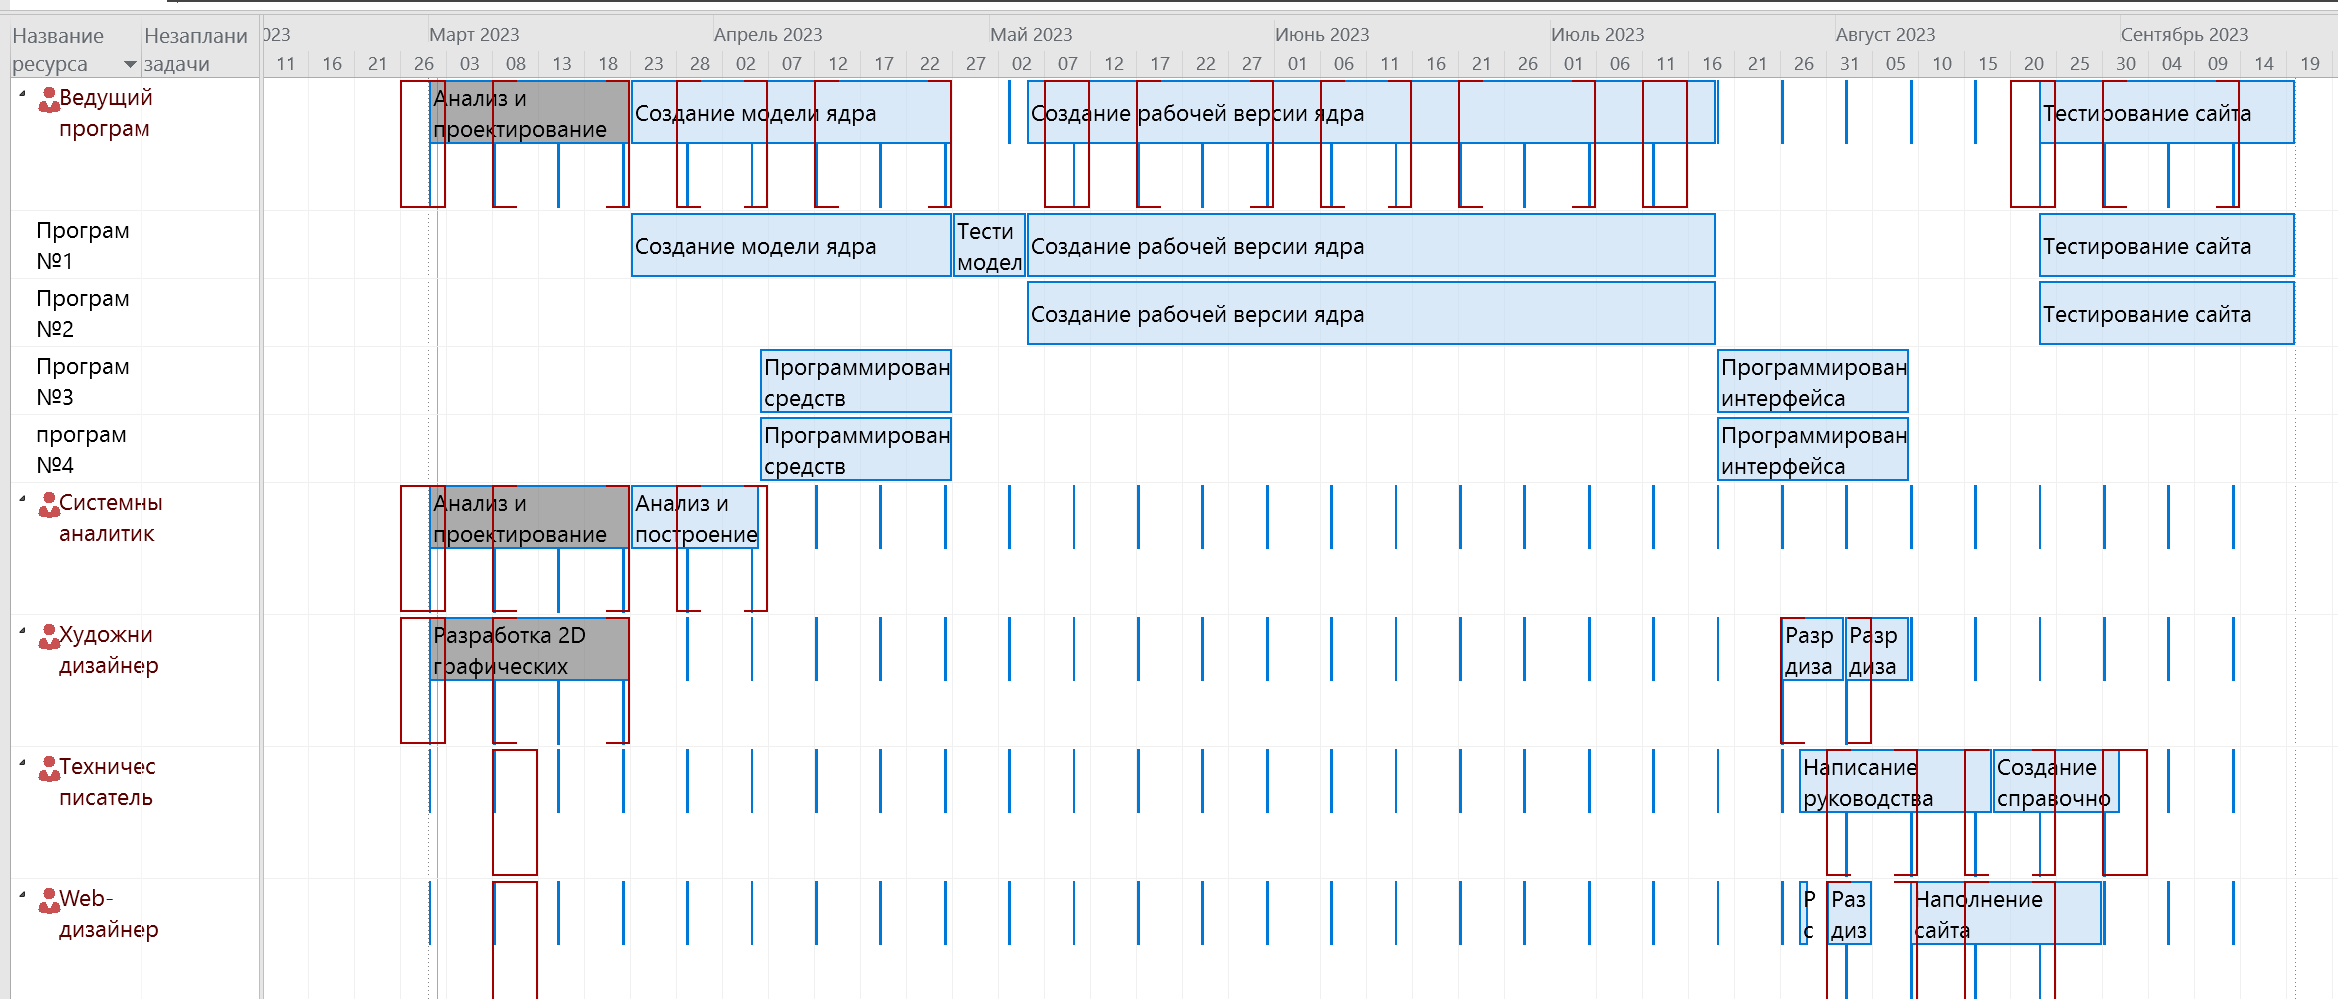 Название
ресурса
Незаплани
задачи
023
Март 2023
Апрель 2023
Май 2023
Июнь 2023
Июль 2023
Август 2023
Сентябрь 2023
11 16 21 26 03 08 13 18 23 28 02 07 12 17 22 27 02 07 12 17 22 27 01 06 11 16 21 26 01 06 11 16 21 26 31 05 10 15 20 25 30 04 09 14 19
Ведущий
програм
Анализ и
проектирование
Создание модели ядра
Создание рабочей версии ядра
Тестирование сайта
Програм
№1
Создание модели ядра
Тести
модел
Создание рабочей версии ядра
Тестирование сайта
Програм
№2
Создание рабочей версии ядра
Тестирование сайта
Програм
№3
Программирован
средств
Программирован
интерфейса
програм
№4
Программирован
средств
Программирован
интерфейса
Системны
аналитик
Анализ и
проектирование
Анализ и
построение
Художни
дизайнер
Разработка 2D
графических
Разр
диза
Разр
диза
Техничес
писатель
Написание
руководства
Создание
справочно
Web-
дизайнер
Р
с
Раз
диз
Наполнение
сайта